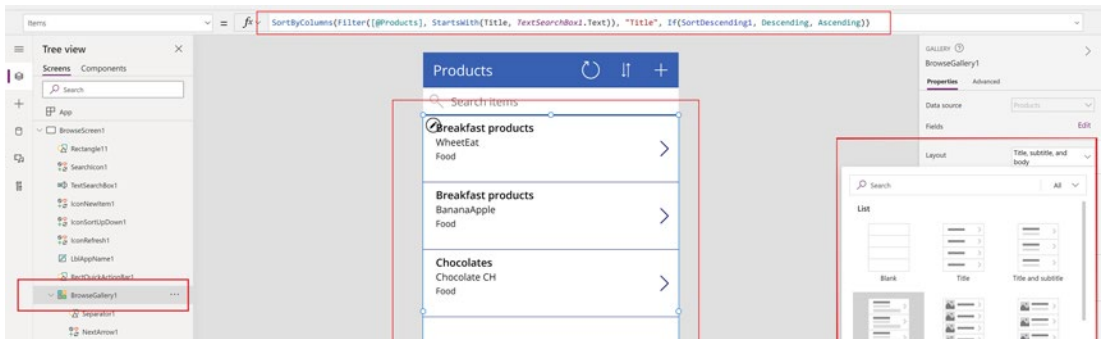 Items = fx SortByColumns(Filter([@Products], StartsWith(Title, TextSearchBox1.Text)), "Title", If(SortDescending1, Descending, Ascending))
Tree view
Screens Components
Search
App
BrowseScreen1
Rectangle11
SearchIcon1
TextSearchBox1
IconNewItem1
IconSortUpDown1
IconRefresh1
LblAppName1
RectQuickActionBar1
BrowseGallery1
Separator1
NextArrow1
Products
Search items
Breakfast products
WheetEat
Food
Breakfast products
BananaApple
Food
Chocolates
Chocolate CH
Food
GALLERY
BrowseGallery1
Properties Advanced
Data source Products
Fields Edit
Layout Title, subtitle, and
body
Search All
List
Blank Title Title and subtitle